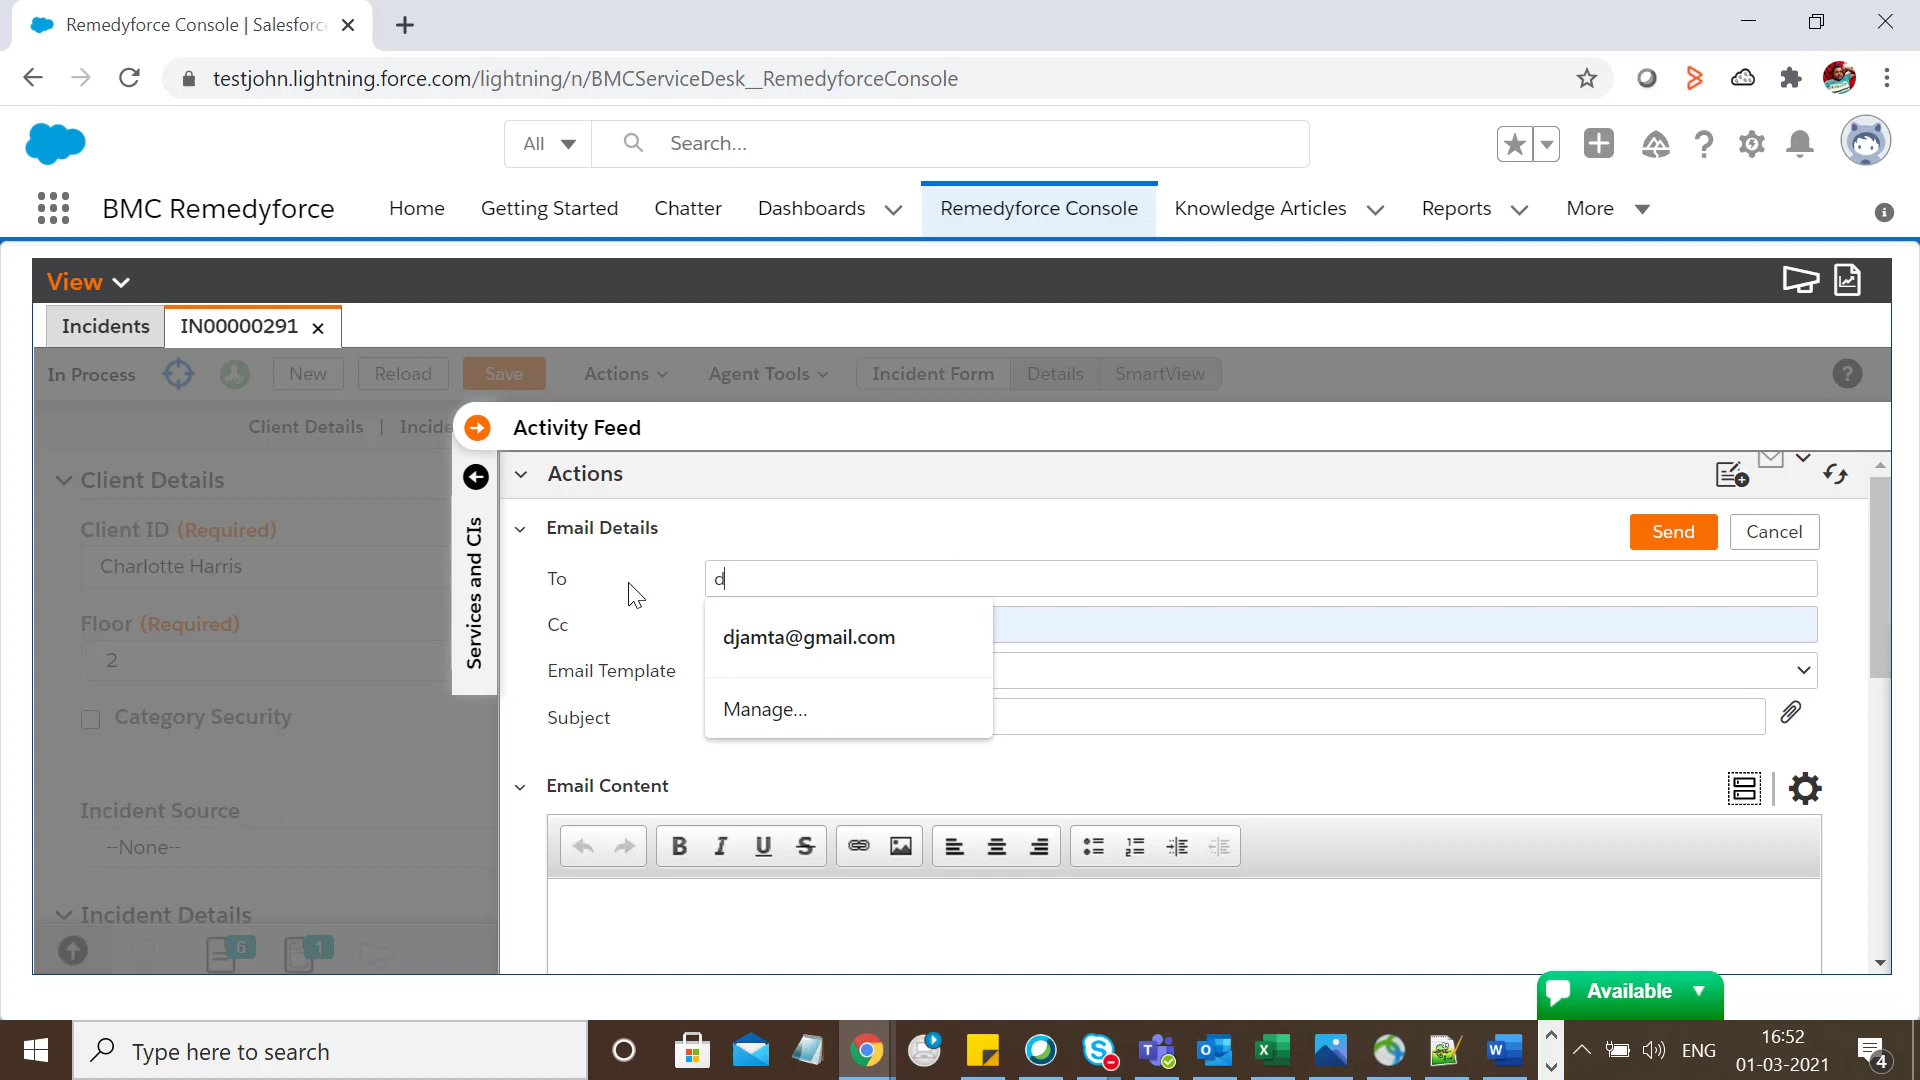 Remedyforce Console | Salesforc
testjohn.lightning.force.com/lightning/n/BMCServiceDesk__RemedyforceConsole
All
Search...
BMC Remedyforce
Home
Getting Started
Chatter
Dashboards
Remedyforce Console
Knowledge Articles
Reports
More
View
Incidents
IN00000291
In Process
New
Reload
Save
Actions
Agent Tools
Incident Form
Details
SmartView
Client Details | Incide
Activity Feed
Actions
Client Details
Client ID (Required)
Charlotte Harris
Floor (Required)
2
Category Security
Incident Source
--None--
Incident Details
6
1
Services and CIs
Email Details
Send
Cancel
To
d
Cc
djamta@gmail.com
Email Template
Manage...
Subject
Email Content
B I U S
Available
Type here to search
ENG
16:52
01-03-2021
4